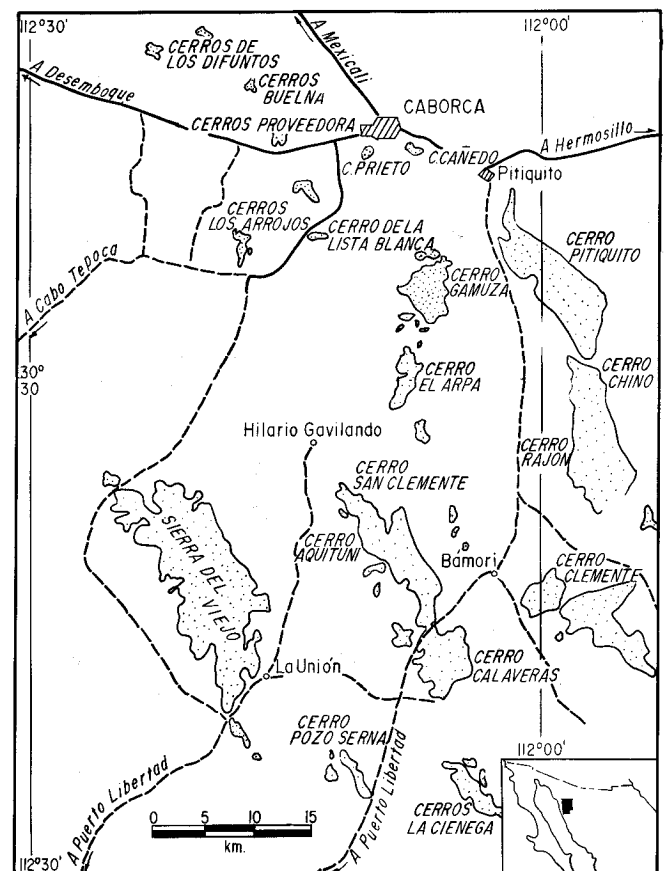 112°30'
112°00'
CERROS DE
LOS DIFUNTOS
A Mexicali
A Desemboque
CERROS
BUELNA
CABORCA
CERROS PROVEEDORA
A Hermosillo
C. PRIETO
C. CAÑEDO
Pitiquito
CERROS
LOS ARROJOS
CERRO DE LA
LISTA BLANCA
CERRO
PITIQUITO
CERRO
GAMUZA
A Cabo Tepoca
30°
30
CERRO
EL ARPA
CERRO
CHINO
Hilario Gavilando
CERRO
RAJON
CERRO
SAN CLEMENTE
SIERRA DEL
VIEJO
CERRO
AQUITUNI
Bámori
CERRO
CLEMENTE
La Unión
CERRO
CALAVERAS
CERRO
POZO SERNA
112°00'
A Puerto Libertad
A Puerto Libertad
CERROS
LA CIENEGA
0 5 10 15
km.
112°30'